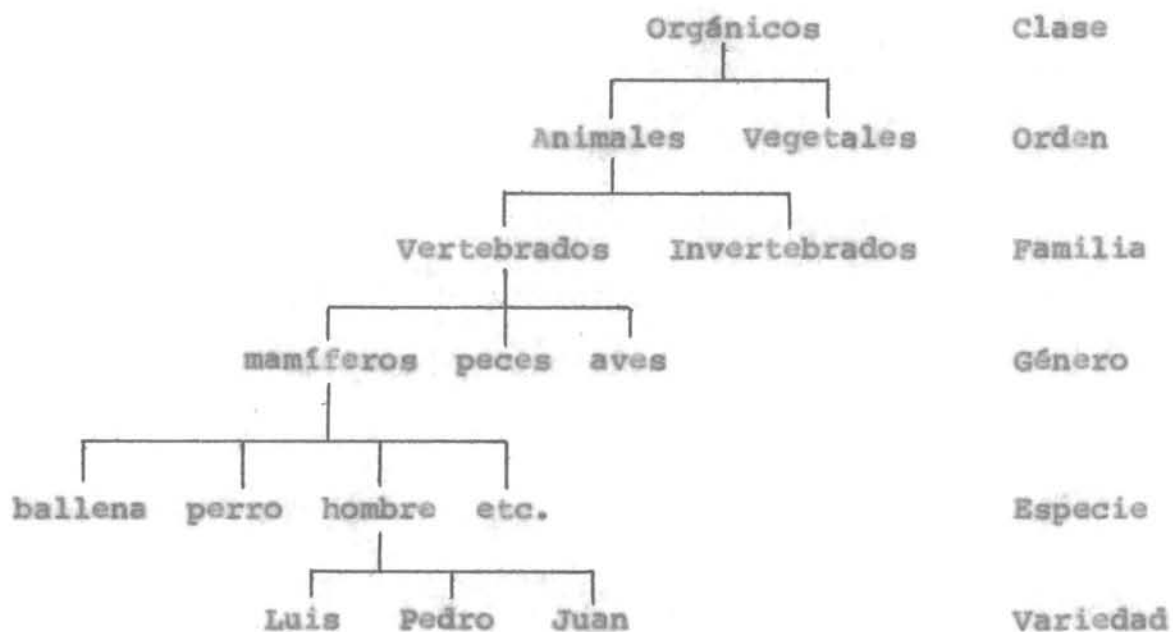 Orgánicos Clase
Animales Vegetales Orden
Vertebrados Invertebrados Familia
mamíferos peces aves Género
ballena perro hombre etc. Especie
Luis Pedro Juan Variedad